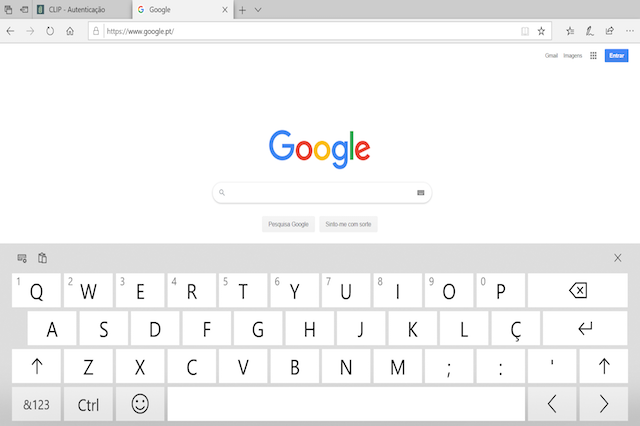 CLIP - Autenticação Google
https://www.google.pt/
Gmail Imagens Entrar
Google
Pesquisa Google Sinto-me com sorte
1 Q 2 W 3 E 4 R 5 T 6 Y 7 U 8 I 9 O 0 P
A S D F G H J K L Ç
Z X C V B N M ; : '
&123 Ctrl